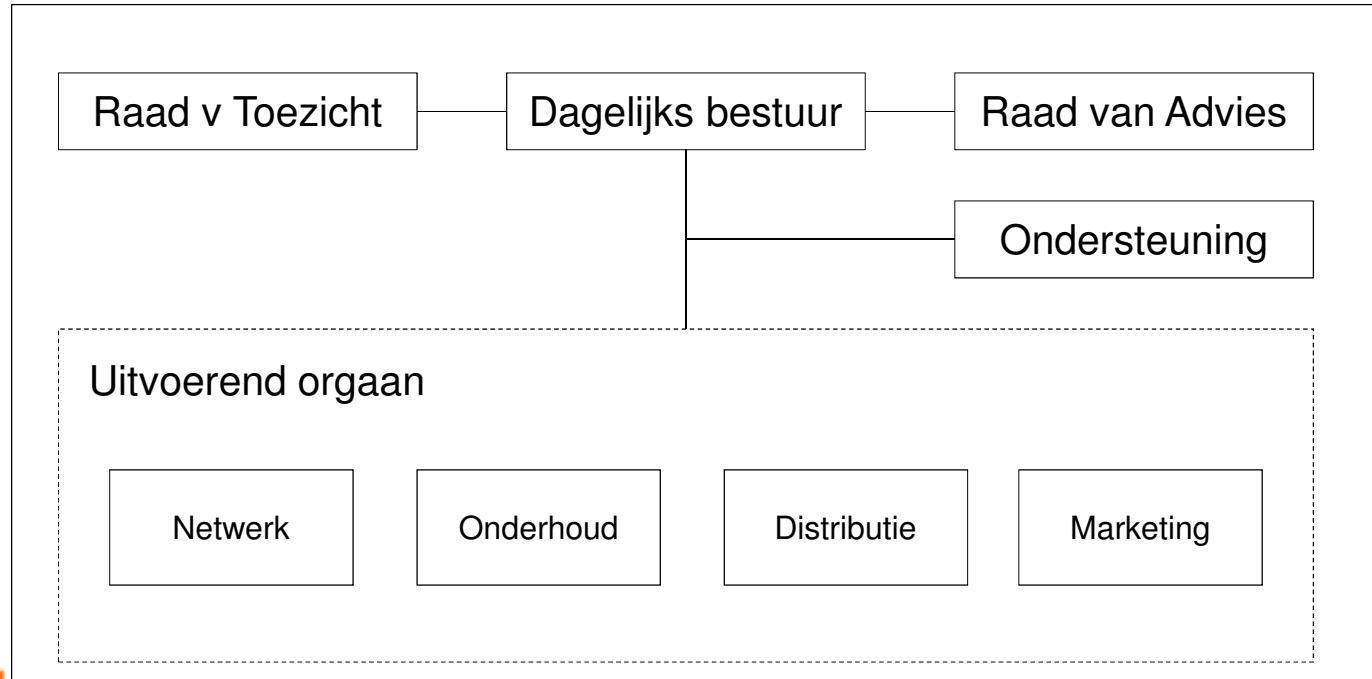 Raad v Toezicht
Dagelijks bestuur
Raad van Advies
Ondersteuning
Uitvoerend orgaan
Netwerk
Onderhoud
Distributie
Marketing